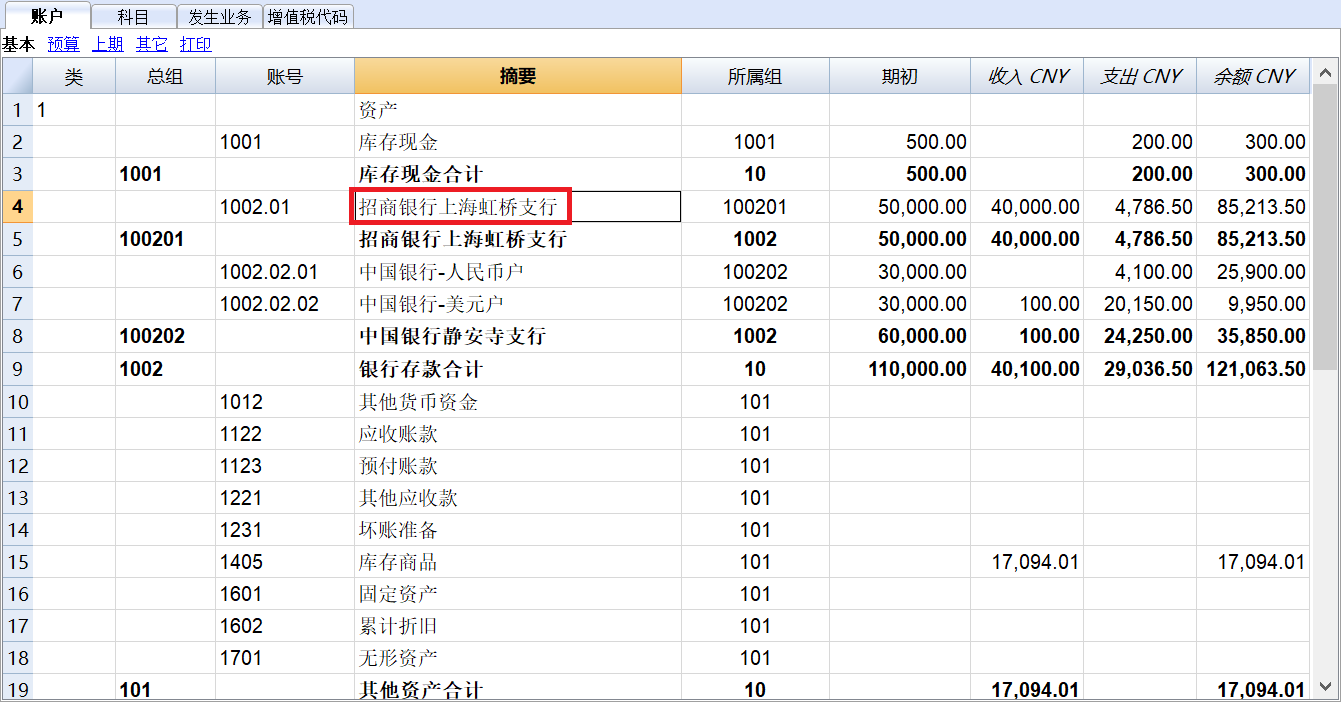 账户 科目 发生业务 增值税代码
基本 预算 上期 其它 打印
类 总组 账号 摘要 所属组 期初 收入 CNY 支出 CNY 余额 CNY
1 1 资产
2 1001 库存现金 1001 500.00 200.00 300.00
3 1001 库存现金合计 10 500.00 200.00 300.00
4 1002.01 招商银行上海虹桥支行 100201 50,000.00 40,000.00 4,786.50 85,213.50
5 100201 招商银行上海虹桥支行 1002 50,000.00 40,000.00 4,786.50 85,213.50
6 1002.02.01 中国银行-人民币户 100202 30,000.00 4,100.00 25,900.00
7 1002.02.02 中国银行-美元户 100202 30,000.00 100.00 20,150.00 9,950.00
8 100202 中国银行静安寺支行 1002 60,000.00 100.00 24,250.00 35,850.00
9 1002 银行存款合计 10 110,000.00 40,100.00 29,036.50 121,063.50
10 1012 其他货币资金 101
11 1122 应收账款 101
12 1123 预付账款 101
13 1221 其他应收款 101
14 1231 坏账准备 101
15 1405 库存商品 101 17,094.01 17,094.01
16 1601 固定资产 101
17 1602 累计折旧 101
18 1701 无形资产 101
19 101 其他资产合计 10 17,094.01 17,094.01